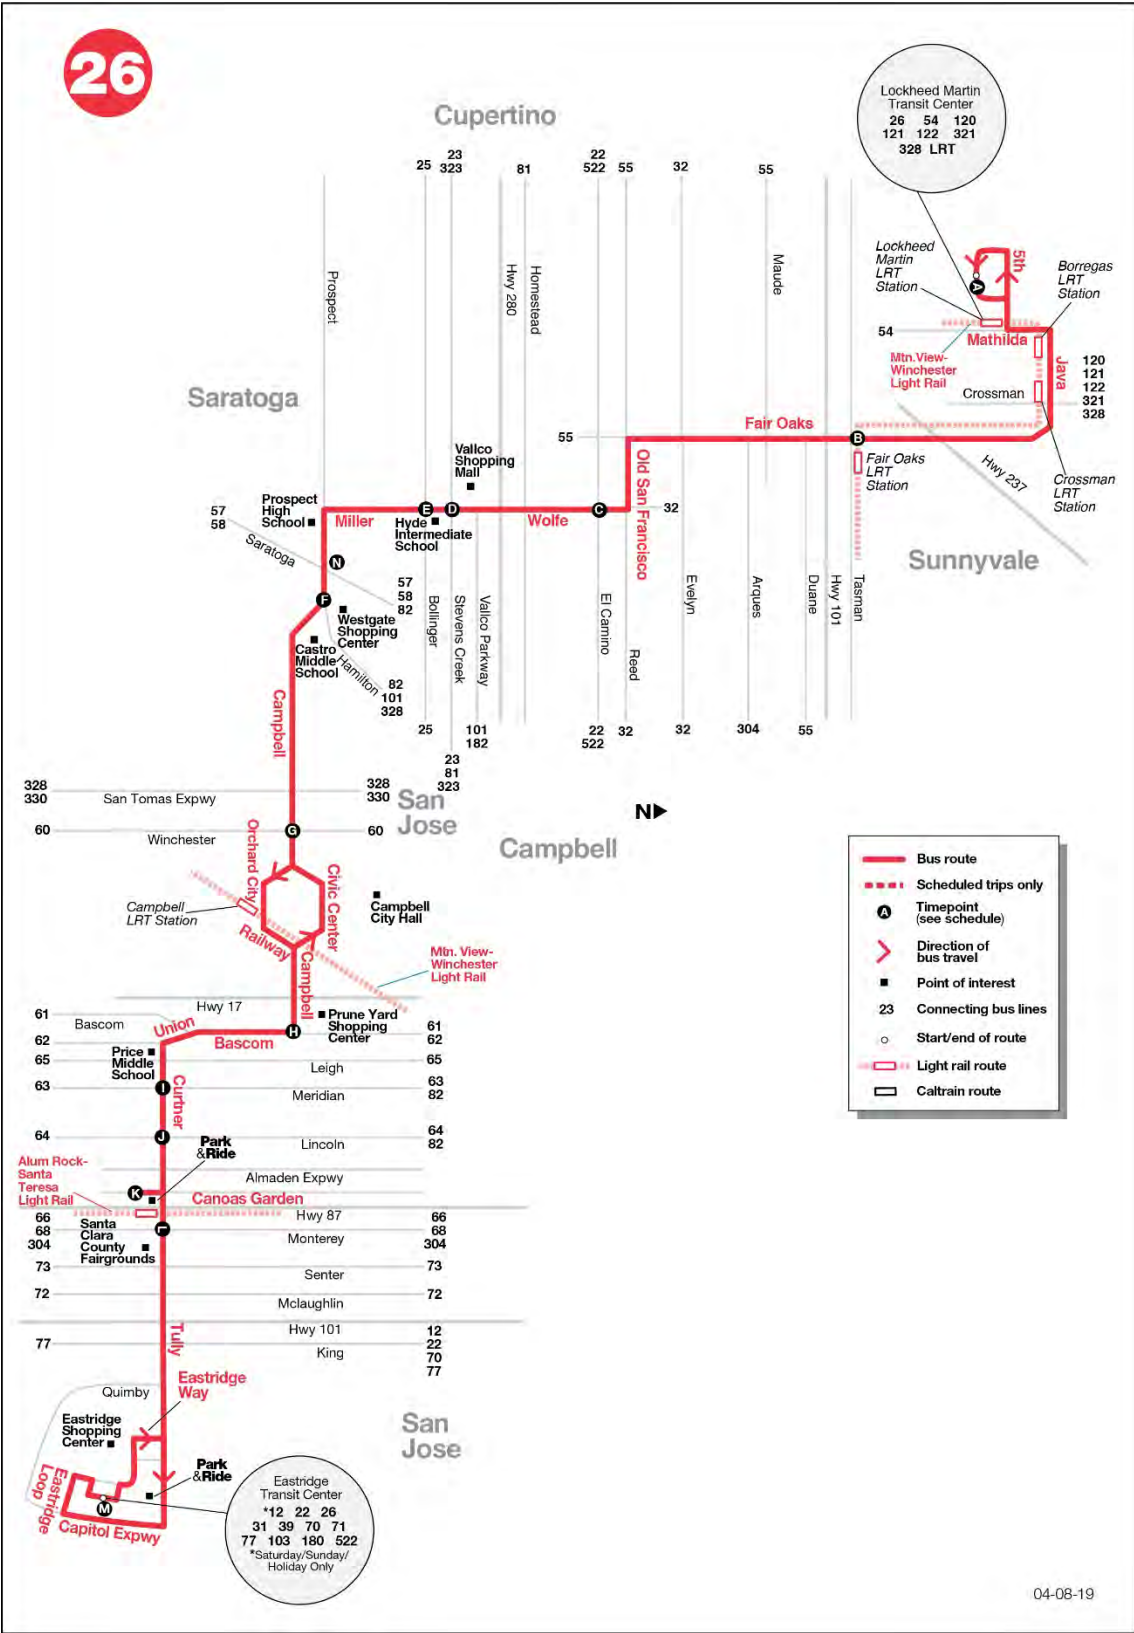 26
Cupertino
Lockheed Martin
Transit Center
26 54 120
121 122 321
328 LRT
25
23
323
81
22
522
55
32
55
Prospect
Hwy 280
Homestead
Maude
Lockheed
Martin
LRT
Station
A
5th
Borregas
LRT
Station
54
Mathilda
Mtn.View-
Winchester
Light Rail
Java
Crossman
120
121
122
321
328
Saratoga
55
Fair Oaks
B
Fair Oaks
LRT
Station
Hwy 237
Crossman
LRT
Station
Vallco
Shopping
Mall
Old San Francisco
Prospect
High
School
57
58
Saratoga
Miller
E
D
Hyde
Intermediate
School
Wolfe
C
32
Sunnyvale
N
F
57
58
82
Westgate
Shopping
Center
Castro
Middle
School
Hamilton
82
101
328
Bollinger
Stevens Creek
Vallco Parkway
El Camino
Reed
Evelyn
Arques
Duane
Hwy 101
Tasman
25
23
81
323
101
182
22
522
32
32
304
55
Campbell
328
330
San Tomas Expwy
328
330
San
Jose
N
60
Winchester
G
60
Campbell
Orchard City
Civic Center
Campbell
LRT Station
Railway
Campbell
City Hall
Campbell
Mtn. View-
Winchester
Light Rail
Bus route
Scheduled trips only
A
Timepoint
(see schedule)
Direction of
bus travel
Point of interest
23
Connecting bus lines
Start/end of route
Light rail route
Caltrain route
Hwy 17
61
Bascom
Union
Bascom
H
Prune Yard
Shopping
Center
61
62
62
Price
Middle
School
65
Leigh
65
63
I
Curtner
Meridian
63
82
64
J
Lincoln
64
82
Park
&Ride
Alum Rock-
Santa
Teresa
Light Rail
Almaden Expwy
K
Canoas Garden
Hwy 87
66
68
304
Santa
Clara
County
Fairgrounds
L
Monterey
66
68
304
73
Senter
73
72
Mclaughlin
72
Tully
Hwy 101
77
King
12
22
70
77
Quimby
Eastridge
Way
Eastridge
Shopping
Center
San
Jose
Park
&Ride
Eastridge
Loop
M
Capitol Expwy
Eastridge
Transit Center
*12 22 26
31 39 70 71
77 103 180 522
*Saturday/Sunday/
Holiday Only
04-08-19